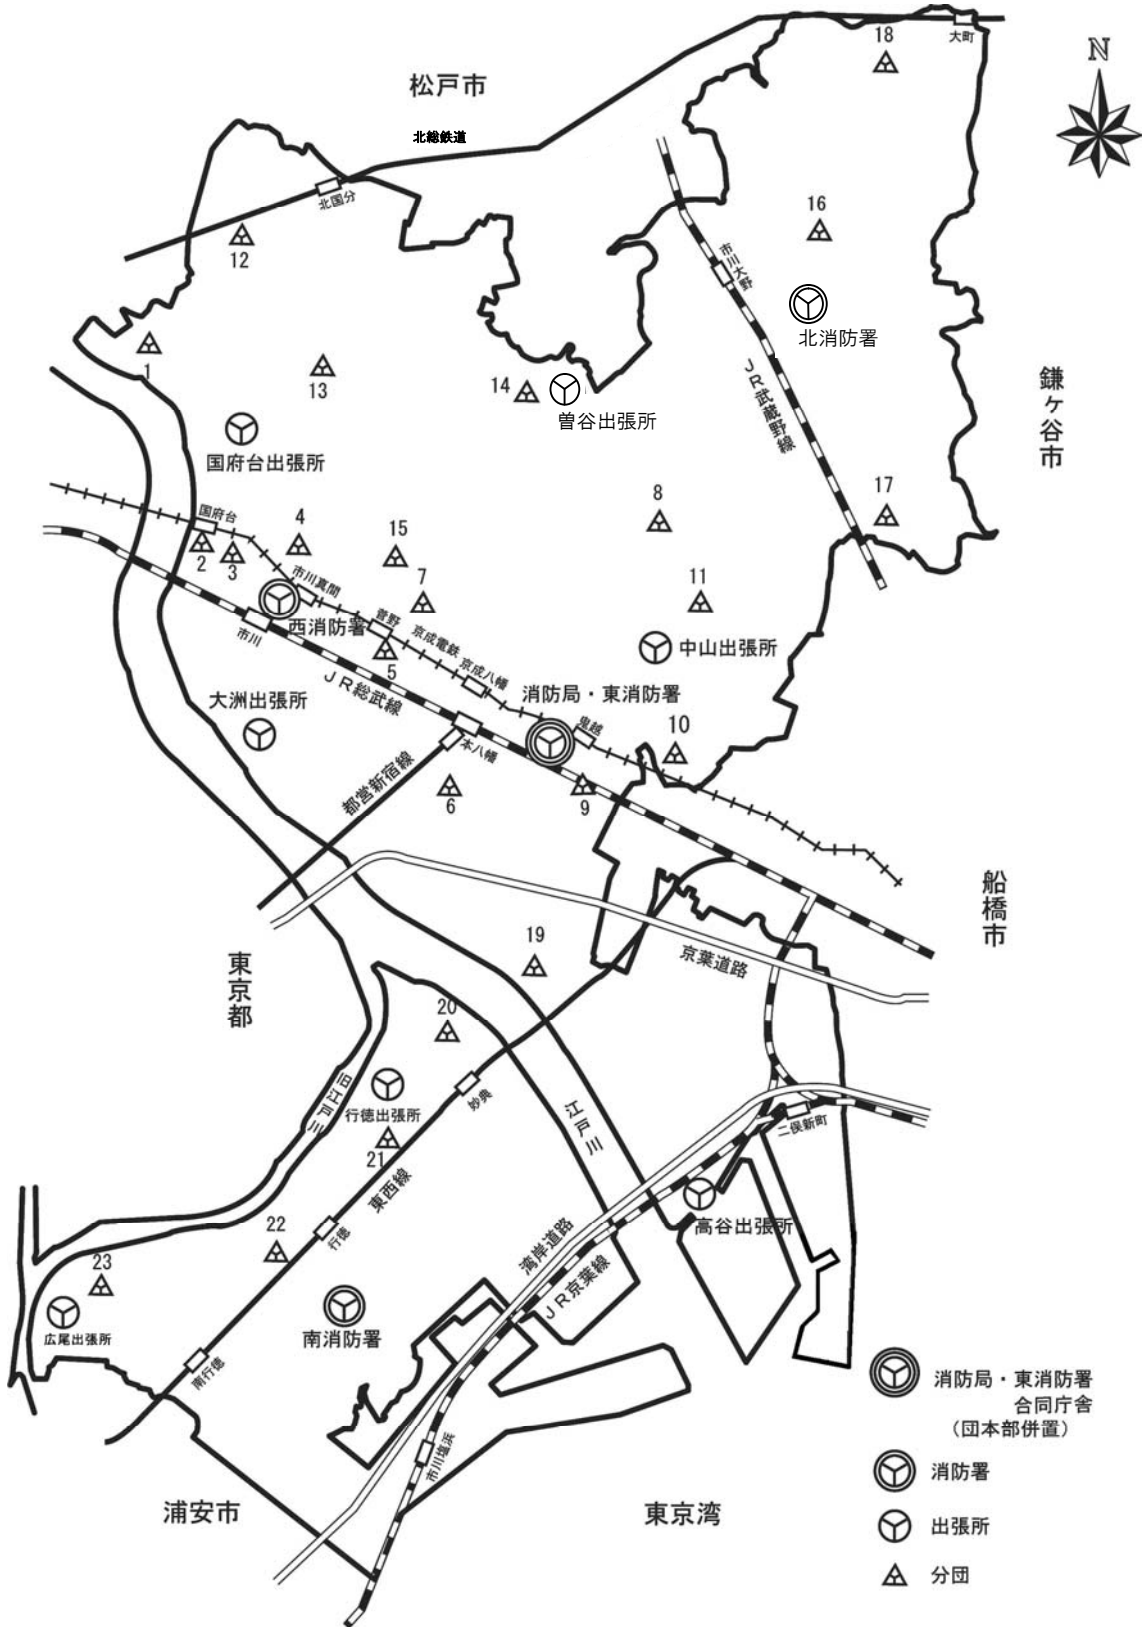 18
大町
N
松戸市
北総鉄道
北国分
16
12
市川大野
北消防署
1
13
14
曽谷出張所
JR武蔵野線
鎌ヶ谷市
国府台出張所
国府台
4
15
8
17
2
3
市川真間
7
11
西消防署
菅野
京成電鉄
京成八幡
中山出張所
市川
5
JR総武線
大洲出張所
消防局・東消防署
鬼越
10
本八幡
都営新宿線
6
9
船橋市
19
京葉道路
東京都
20
旧江戸川
行徳出張所
妙典
江戸川
二俣新町
21
東西線
高谷出張所
22
行徳
湾岸道路
JR京葉線
23
広尾出張所
南消防署
南行徳
市川塩浜
浦安市
東京湾
消防局・東消防署
合同庁舎
(団本部併置)
消防署
出張所
分団